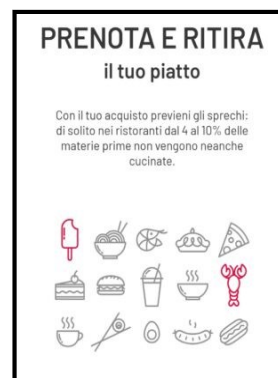 PRENOTA E RITIRA
il tuo piatto
Con il tuo acquisto previeni gli sprechi:
di solito nei ristoranti dal 4 al 10% delle
materie prime non vengono neanche
cucinate.